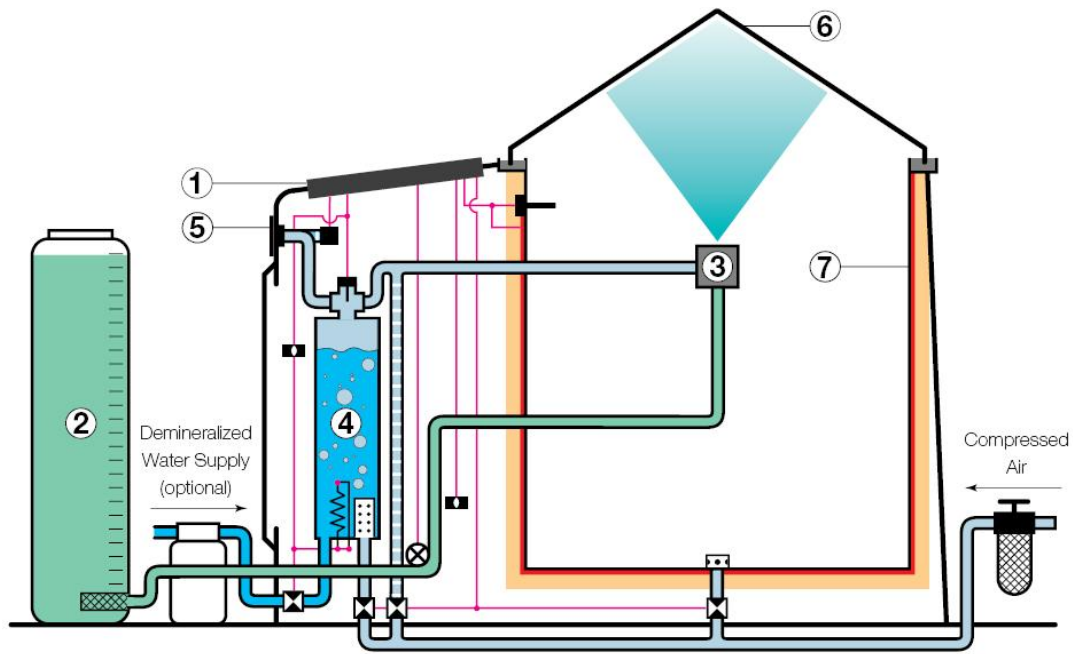 6
1
5
3
7
2
4
Demineralized
Water Supply
(optional)
Compressed
Air